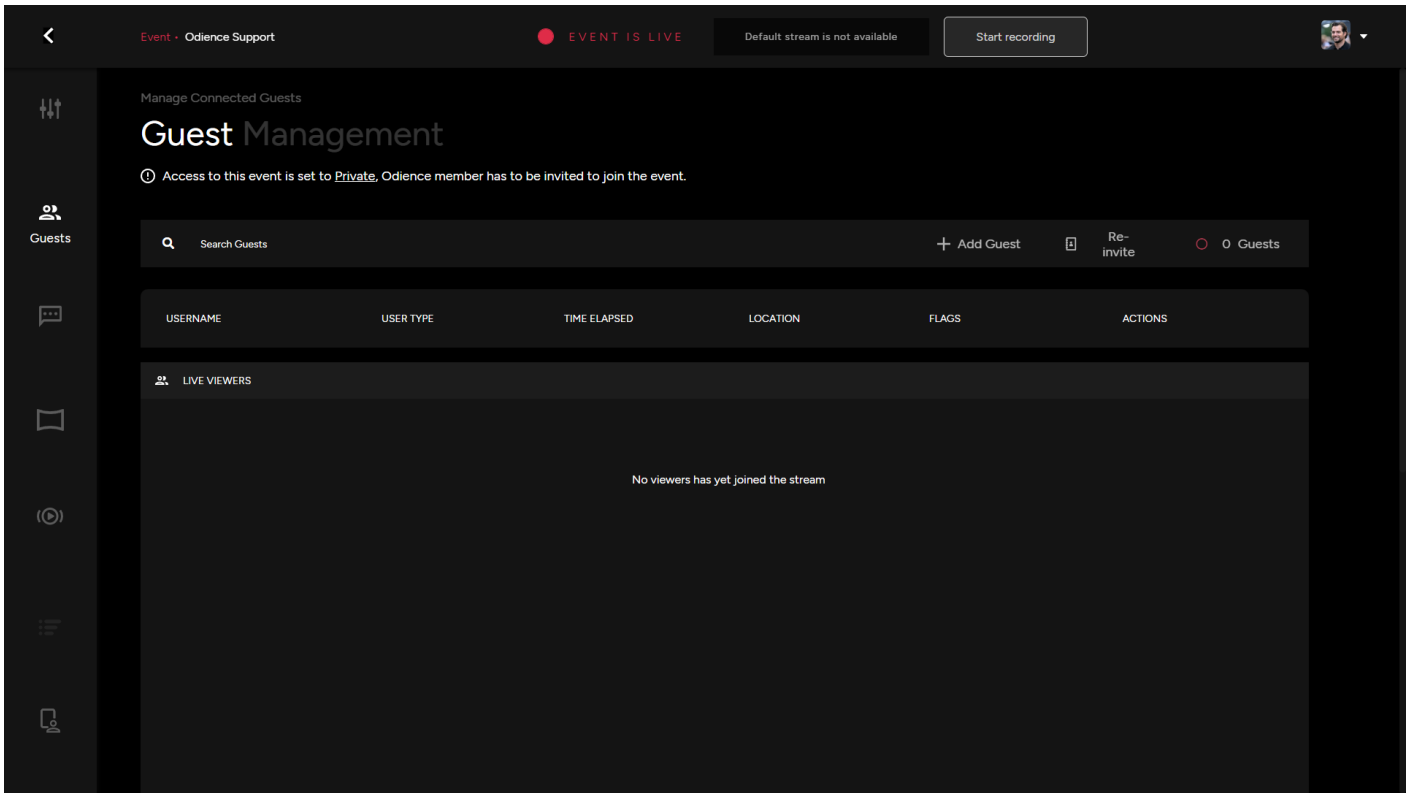 Event • Odience Support
EVENT IS LIVE
Default stream is not available
Start recording
Manage Connected Guests
Guest Management
Access to this event is set to Private, Odience member has to be invited to join the event.
Guests
Search Guests
+ Add Guest
Re-
invite
0 Guests
USERNAME
USER TYPE
TIME ELAPSED
LOCATION
FLAGS
ACTIONS
LIVE VIEWERS
No viewers has yet joined the stream